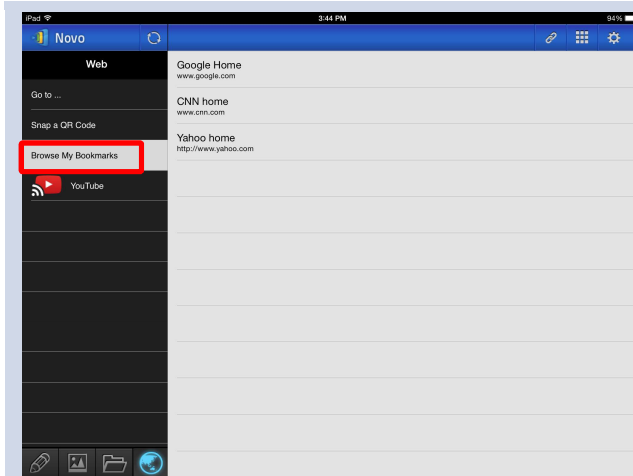 iPad 3:44 PM 94%
Novo
Web
Go to ...
Snap a QR Code
Browse My Bookmarks
YouTube
Google Home
www.google.com
CNN home
www.cnn.com
Yahoo home
http://www.yahoo.com